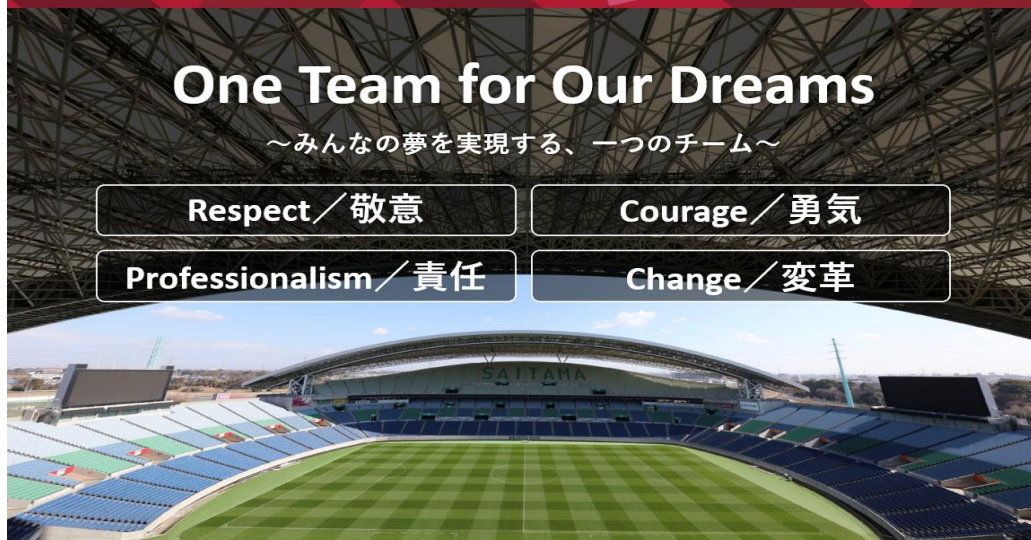 One Team for Our Dreams
～みんなの夢を実現する、一つのチーム～
Respect／敬意
Courage／勇気
Professionalism／責任
Change／変革
SAITAMA